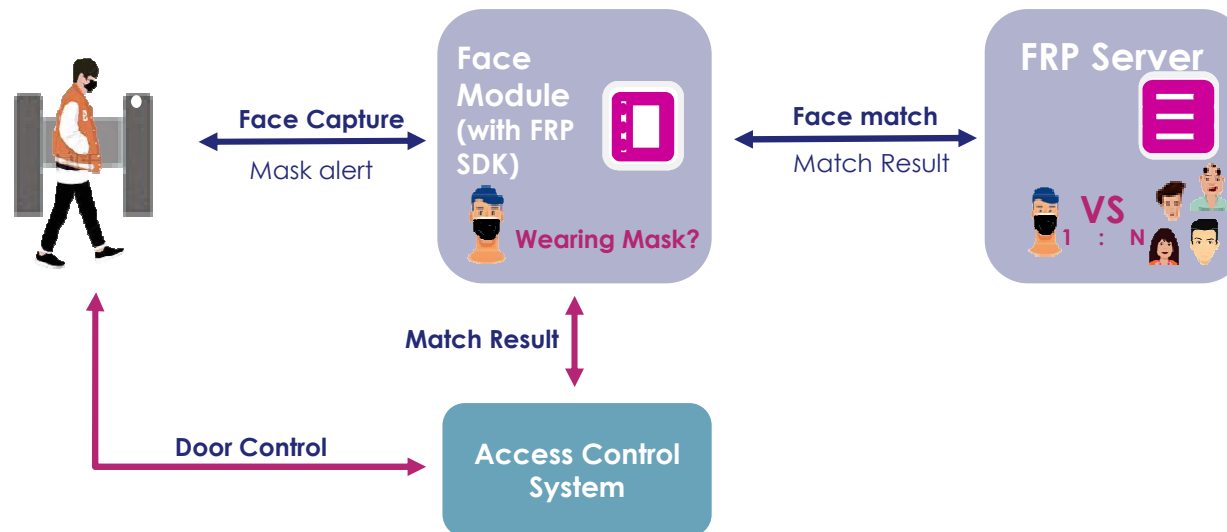 Face
Module
(with FRP
SDK)
Wearing Mask?
FRP Server
VS
1 : N
Face Capture
Mask alert
Face match
Match Result
Match Result
Door Control
Access Control
System